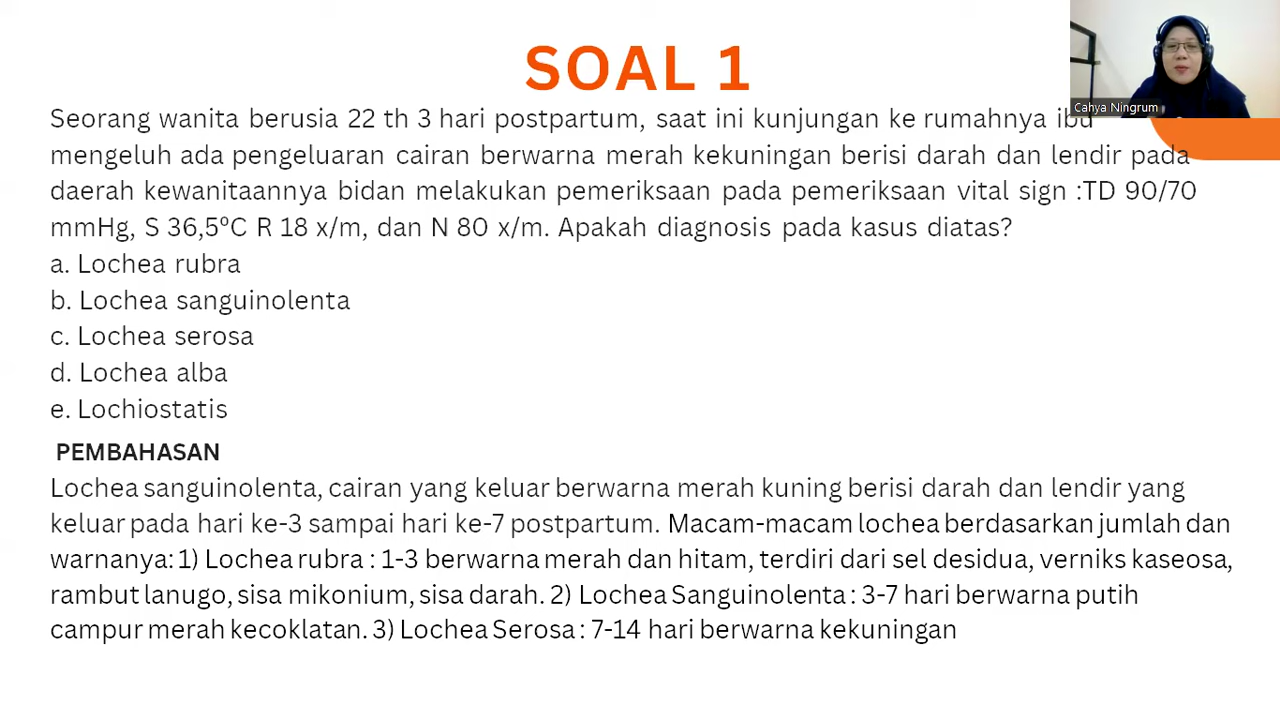 SOAL 1
Cahya Ningrum
Seorang wanita berusia 22 th 3 hari postpartum, saat ini kunjungan ke rumahnya ibu
mengeluh ada pengeluaran cairan berwarna merah kekuningan berisi darah dan lendir pada
daerah kewanitaannya bidan melakukan pemeriksaan pada pemeriksaan vital sign :TD 90/70
mmHg, S 36,5°C R 18 x/m, dan N 80 x/m. Apakah diagnosis pada kasus diatas?
a. Lochea rubra
b. Lochea sanguinolenta
c. Lochea serosa
d. Lochea alba
e. Lochiostatis
PEMBAHASAN
Lochea sanguinolenta, cairan yang keluar berwarna merah kuning berisi darah dan lendir yang
keluar pada hari ke-3 sampai hari ke-7 postpartum. Macam-macam lochea berdasarkan jumlah dan
warnanya: 1) Lochea rubra : 1-3 berwarna merah dan hitam, terdiri dari sel desidua, verniks kaseosa,
rambut lanugo, sisa mikonium, sisa darah. 2) Lochea Sanguinolenta : 3-7 hari berwarna putih
campur merah kecoklatan. 3) Lochea Serosa : 7-14 hari berwarna kekuningan